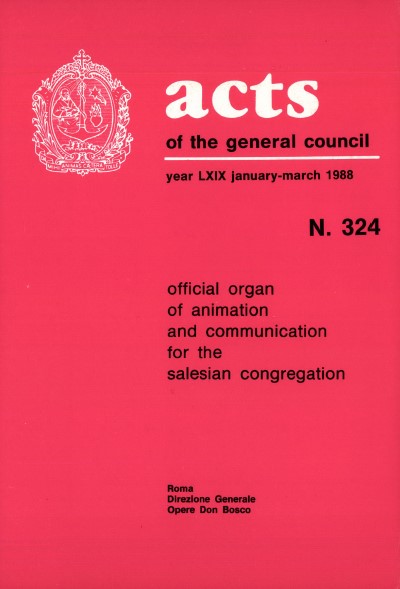 acts
of the general council
year LXIX january-march 1988
N. 324
official organ
of animation
and communication
for the
salesian congregation
Roma
Direzione Generale
Opere Don Bosco